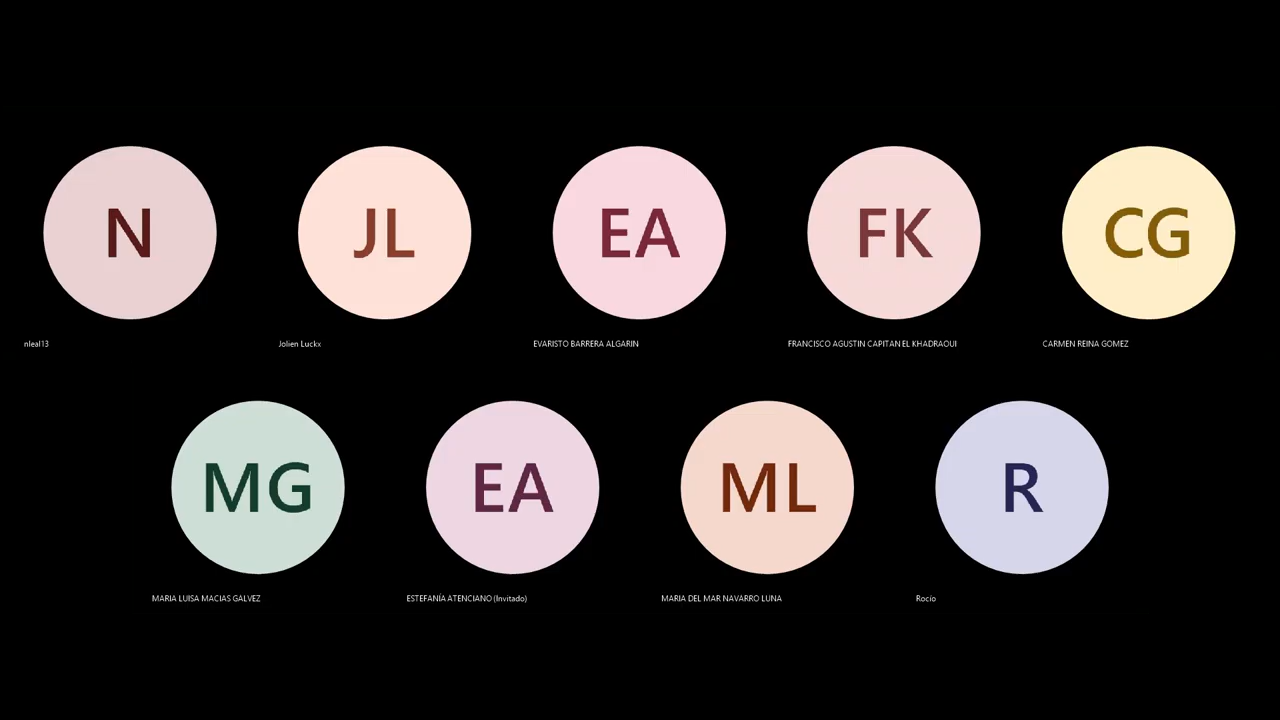 N
JL
EA
FK
CG
nleal13
Jolien Luckx
EVARISTO BARRERA ALGARIN
FRANCISCO AGUSTIN CAPITAN EL KHADRAOUI
CARMEN REINA GOMEZ
MG
EA
ML
R
MARIA LUISA MACIAS GALVEZ
ESTEFANÍA ATENCIANO (Invitado)
MARIA DEL MAR NAVARRO LUNA
Rocío